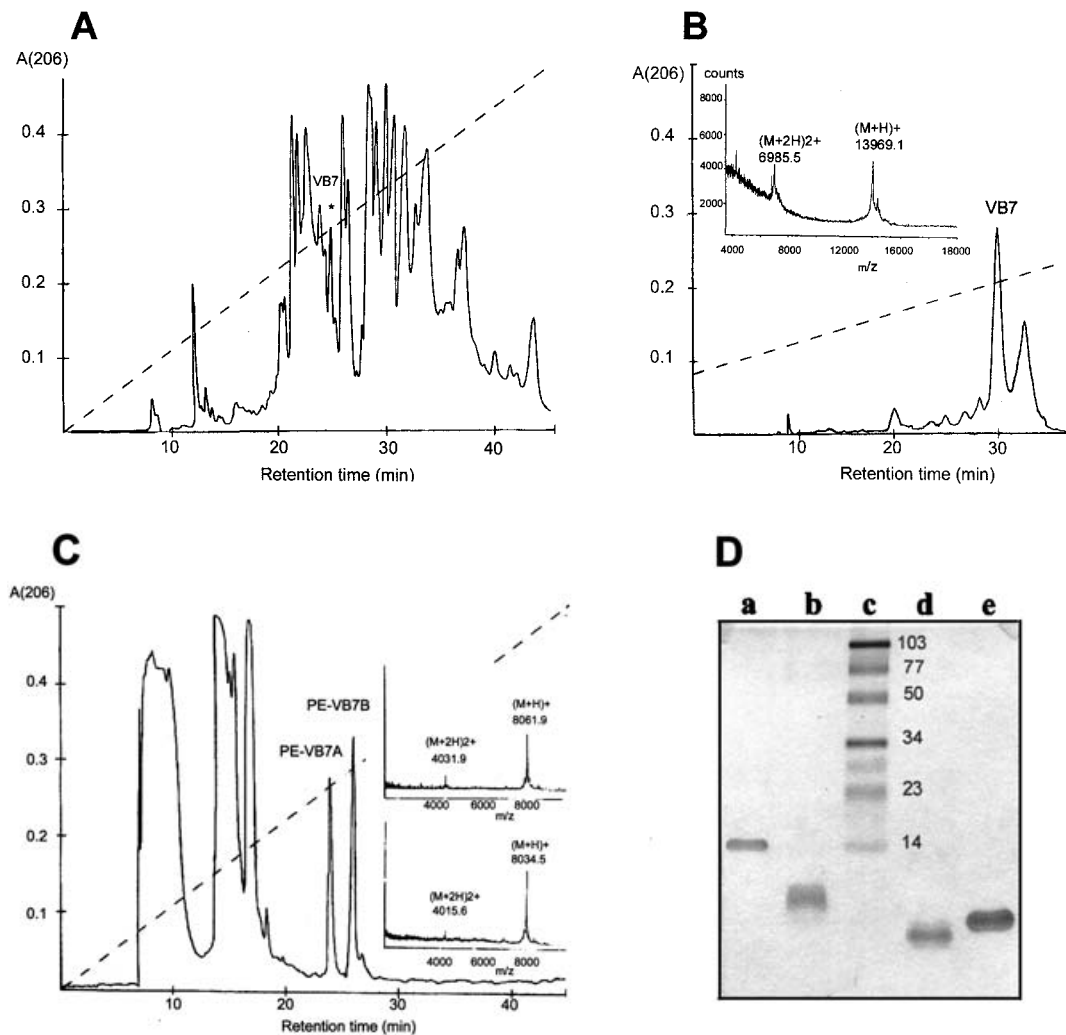 A
A(206)
0.4
0.3
0.2
0.1
VB7
*
10 20 30 40
Retention time (min)
B
A(206)
0.4
0.3
0.2
0.1
counts
8000
6000
4000
2000
(M+2H)2+
6985.5
(M+H)+
13969.1
4000 8000 12000 16000 18000
m/z
VB7
10 20 30
Retention time (min)
C
A(206)
0.4
0.3
0.2
0.1
PE-VB7B
PE-VB7A
(M+H)+
8061.9
(M+2H)2+
4031.9
4000 6000 8000
m/z
(M+H)+
8034.5
(M+2H)2+
4015.6
4000 6000 8000
m/z
10 20 30 40
Retention time (min)
D
a b c d e
103
77
50
34
23
14